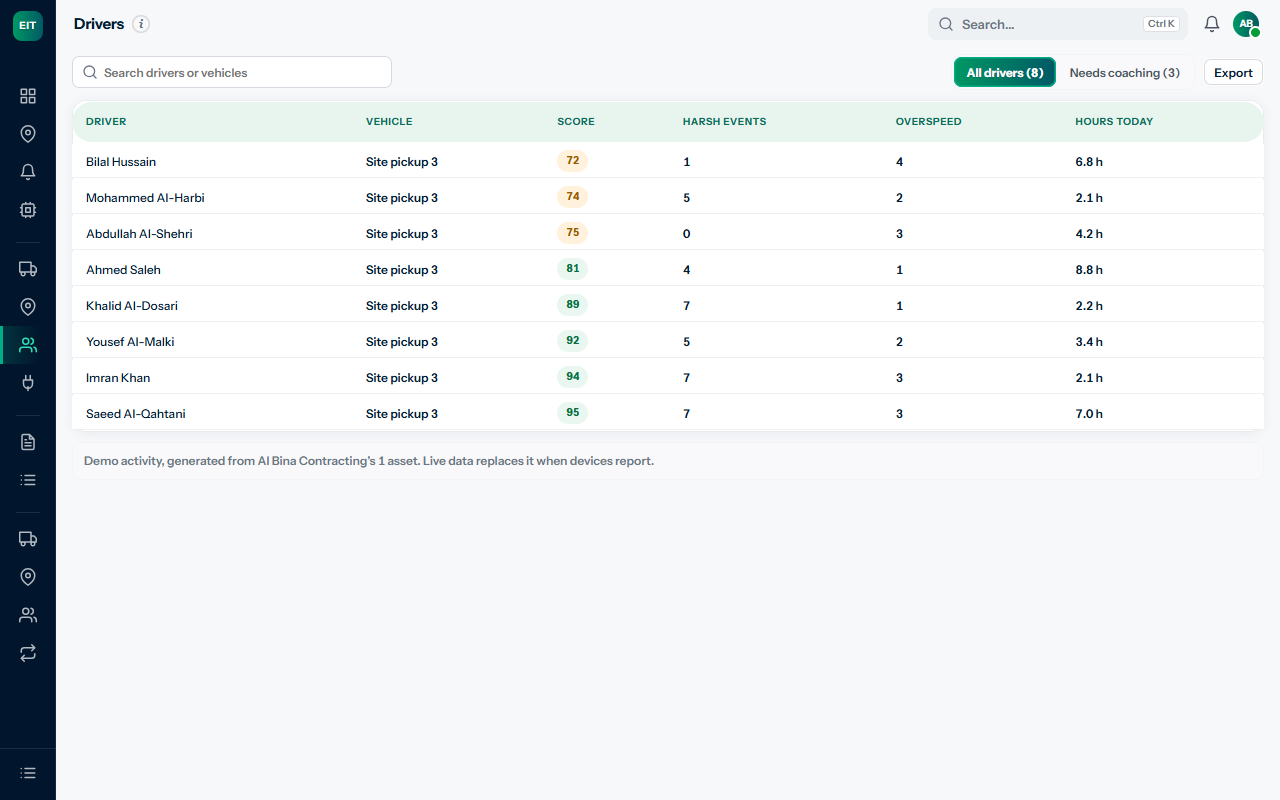 EIT
Drivers
Search...
Ctrl K
AB
Search drivers or vehicles
All drivers (8)
Needs coaching (3)
Export
DRIVER VEHICLE SCORE HARSH EVENTS OVERSPEED HOURS TODAY
Bilal Hussain Site pickup 3 72 1 4 6.8 h
Mohammed Al-Harbi Site pickup 3 74 5 2 2.1 h
Abdullah Al-Shehri Site pickup 3 75 0 3 4.2 h
Ahmed Saleh Site pickup 3 81 4 1 8.8 h
Khalid Al-Dosari Site pickup 3 89 7 1 2.2 h
Yousef Al-Malki Site pickup 3 92 5 2 3.4 h
Imran Khan Site pickup 3 94 7 3 2.1 h
Saeed Al-Qahtani Site pickup 3 95 7 3 7.0 h
Demo activity, generated from Al Bina Contracting's 1 asset. Live data replaces it when devices report.